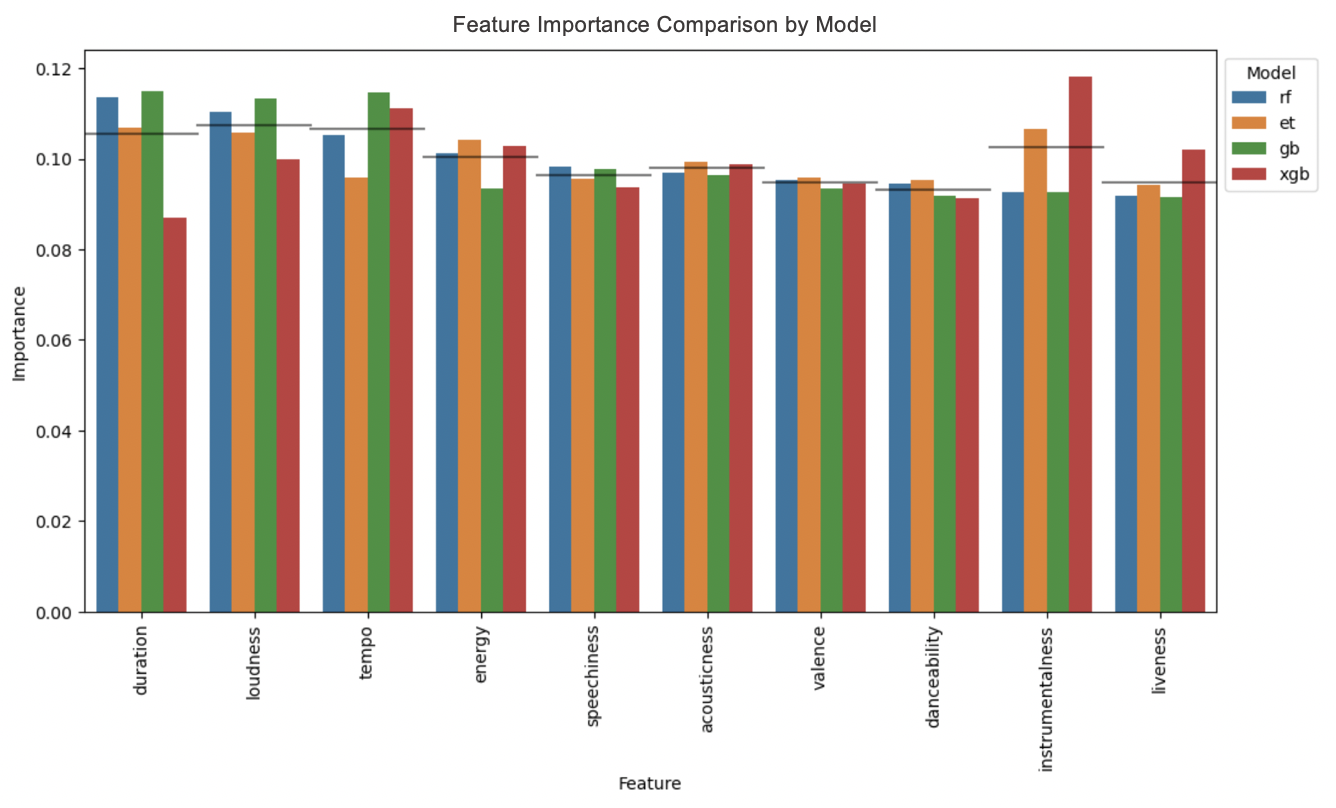 Feature Importance Comparison by Model
Model
rf
et
gb
xgb
Importance
0.12
0.10
0.08
0.06
0.04
0.02
0.00
duration
loudness
tempo
energy
speechiness
acousticness
valence
danceability
instrumentalness
liveness
Feature